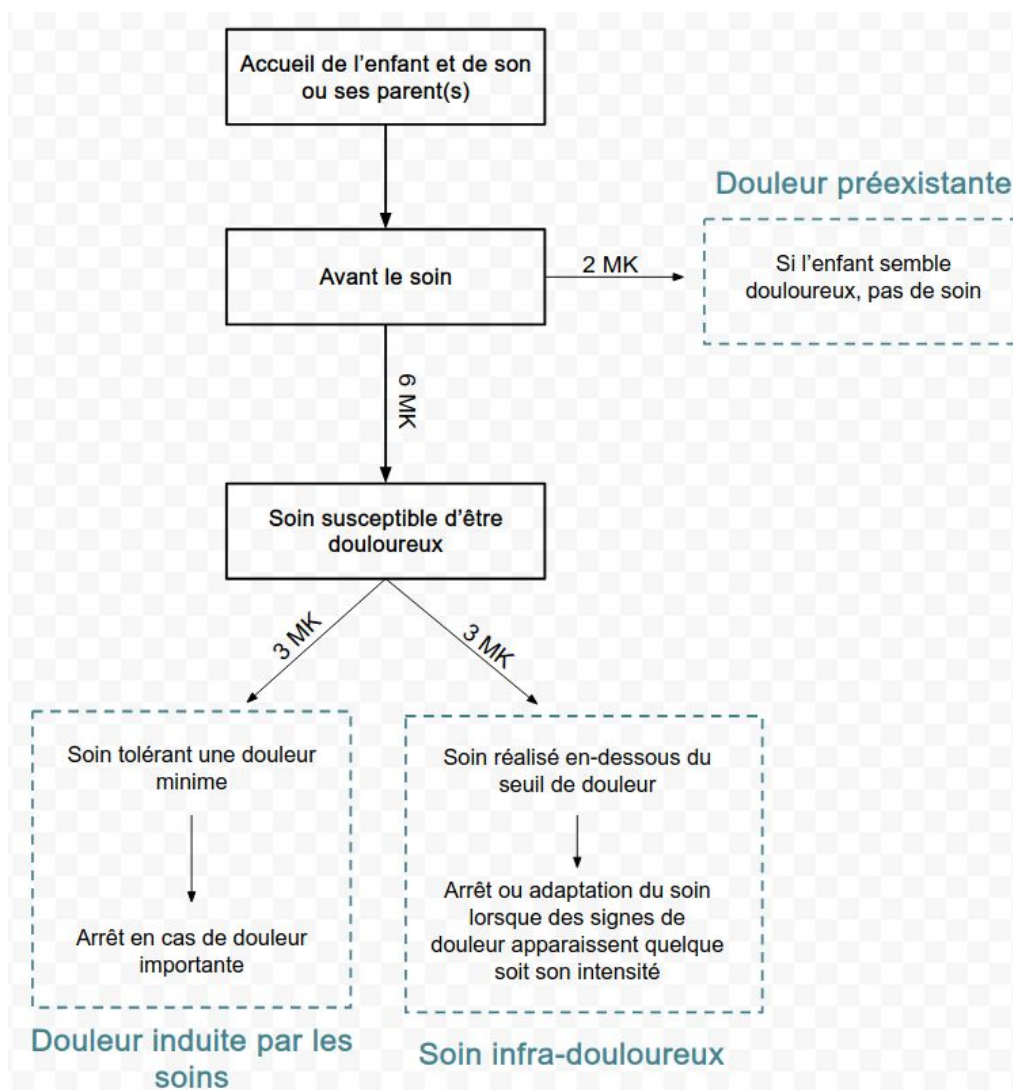 Accueil de l'enfant et de son
ou ses parent(s)
Douleur préexistante
Avant le soin
2 MK
Si l'enfant semble
douloureux, pas de soin
6 MK
Soin susceptible d'être
douloureux
3 MK
3 MK
Soin tolérant une douleur
minime
Arrêt en cas de douleur
importante
Douleur induite par les
soins
Soin réalisé en-dessous du
seuil de douleur
Arrêt ou adaptation du soin
lorsque des signes de
douleur apparaissent quelque
soit son intensité
Soin infra-douloureux